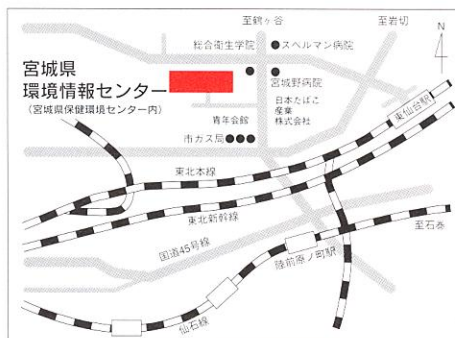 至鶴ヶ谷
至岩切
N
総合衛生学院
スペルマン病院
宮城県
環境情報センター
（宮城県保健環境センター内）
宮城野病院
日本たばこ
産業
株式会社
青年会館
市ガス局
東仙台駅
東北本線
東北新幹線
国道45号線
至石巻
陸前原ノ町駅
仙石線